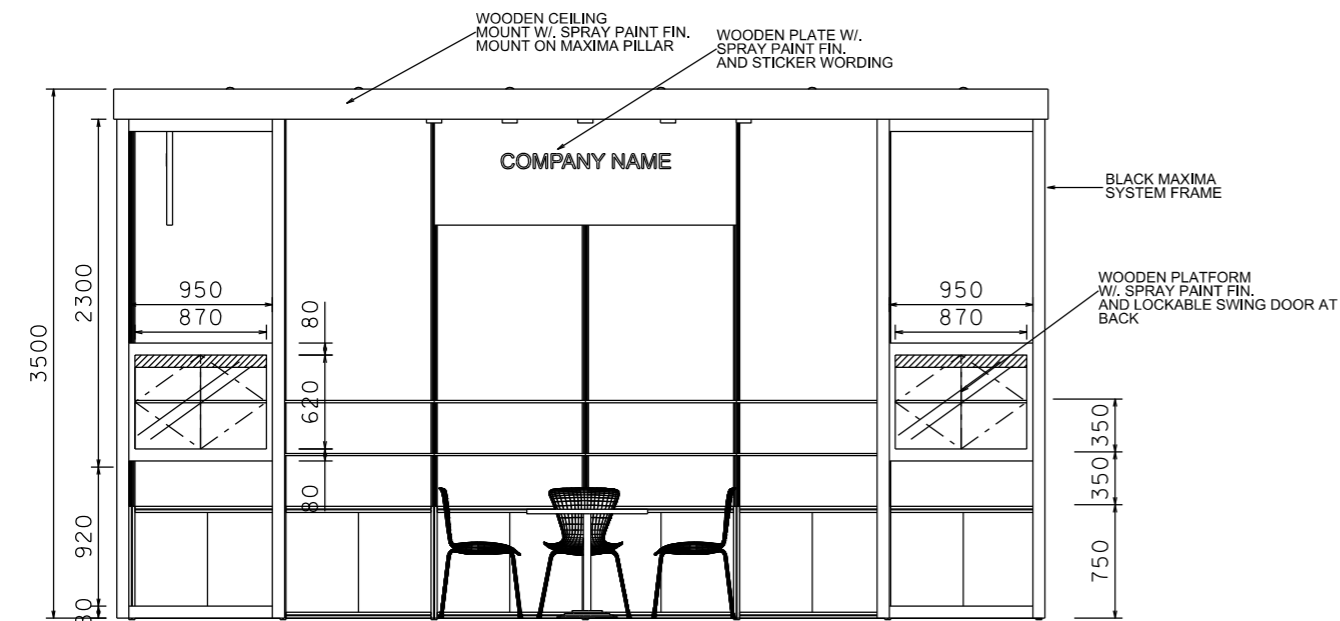 WOODEN CEILING
MOUNT W/. SPRAY PAINT FIN.
MOUNT ON MAXIMA PILLAR
WOODEN PLATE W/.
SPRAY PAINT FIN.
AND STICKER WORDING
COMPANY NAME
BLACK MAXIMA
SYSTEM FRAME
WOODEN PLATFORM
W/. SPRAY PAINT FIN.
AND LOCKABLE SWING DOOR AT
BACK
3500
2300
920
950
870
80
620
80
950
870
350
350
750